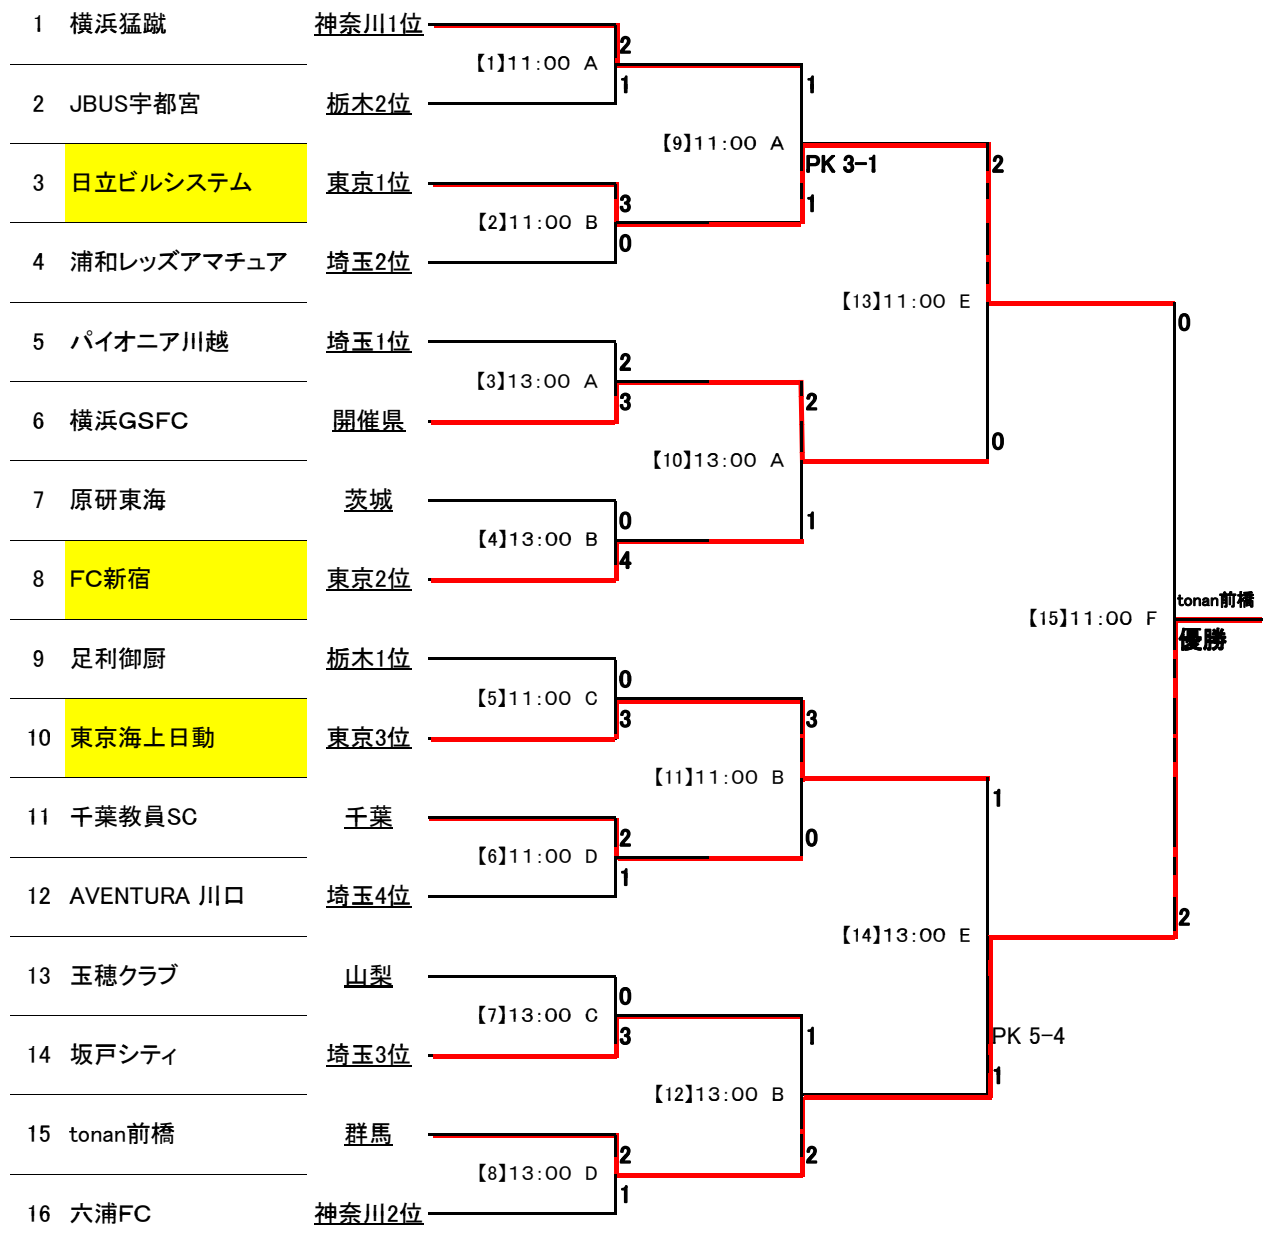 1 横浜猛蹴 神奈川1位
2
【1】11:00 A
1
1
2 JBUS宇都宮 栃木2位
【9】11:00 A
PK 3-1
2
3 日立ビルシステム 東京1位
3
1
【2】11:00 B
0
4 浦和レッズアマチュア 埼玉2位
【13】11:00 E
0
5 パイオニア川越 埼玉1位
2
【3】13:00 A
3
2
6 横浜GSFC 開催県
0
【10】13:00 A
7 原研東海 茨城
0
1
【4】13:00 B
4
8 FC新宿 東京2位
tonan前橋
【15】11:00 F
優勝
9 足利御厨 栃木1位
0
【5】11:00 C
3
3
10 東京海上日動 東京3位
【11】11:00 B
1
11 千葉教員SC 千葉
2
0
【6】11:00 D
1
12 AVENTURA 川口 埼玉4位
2
【14】13:00 E
13 玉穂クラブ 山梨
0
【7】13:00 C
3
1
PK 5-4
14 坂戸シティ 埼玉3位
1
【12】13:00 B
15 tonan前橋 群馬
2
2
【8】13:00 D
1
16 六浦FC 神奈川2位